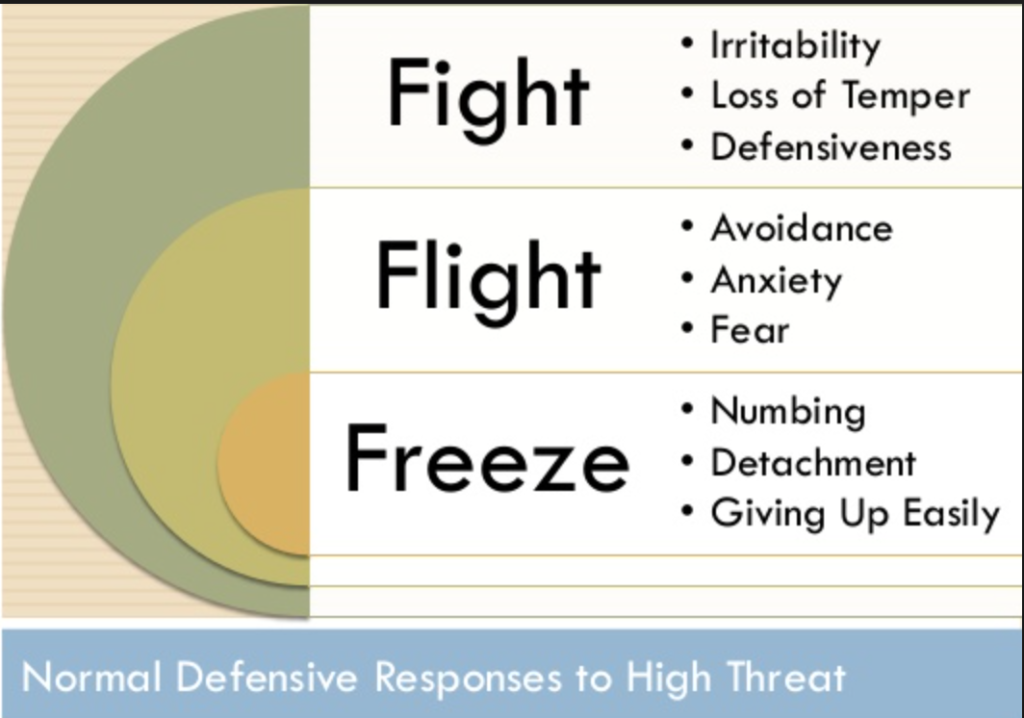 Fight
• Irritability
• Loss of Temper
• Defensiveness
Flight
• Avoidance
• Anxiety
• Fear
Freeze
• Numbing
• Detachment
• Giving Up Easily
Normal Defensive Responses to High Threat